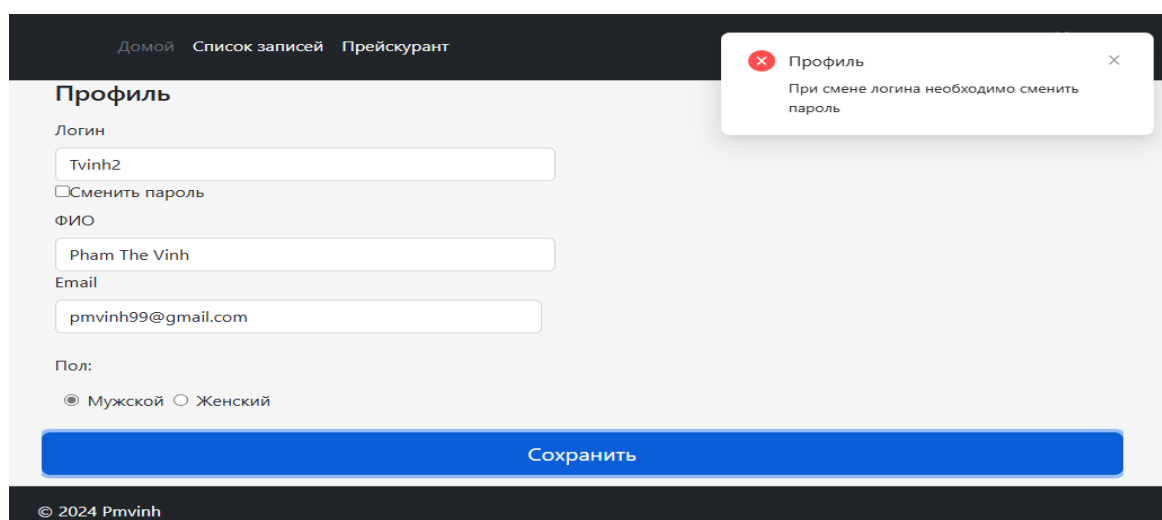 Домой Список записей Прейскурант
Профиль
При смене логина необходимо сменить
пароль
Профиль
Логин
Tvinh2
Сменить пароль
ФИО
Pham The Vinh
Email
pmvinh99@gmail.com
Пол:
Мужской Женский
Сохранить
© 2024 Pmvinh